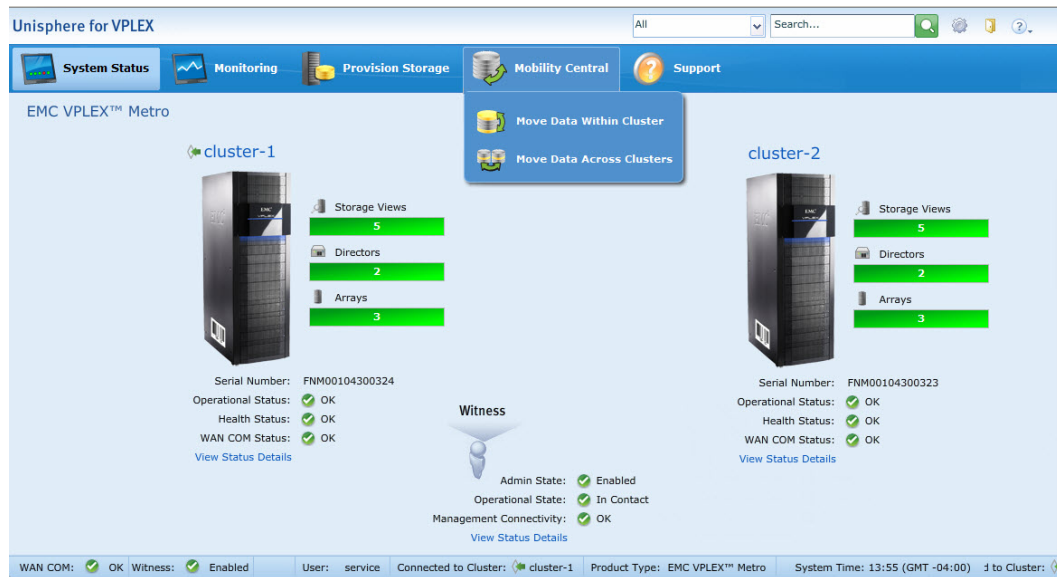 Unisphere for VPLEX
All
Search...
System Status
Monitoring
Provision Storage
Mobility Central
Support
Move Data Within Cluster
Move Data Across Clusters
EMC VPLEX™ Metro
cluster-1
EMC
Storage Views
5
Directors
2
Arrays
3
Serial Number: FNM00104300324
Operational Status: OK
Health Status: OK
WAN COM Status: OK
View Status Details
cluster-2
EMC
Storage Views
5
Directors
2
Arrays
3
Serial Number: FNM00104300323
Operational Status: OK
Health Status: OK
WAN COM Status: OK
View Status Details
Witness
Admin State: Enabled
Operational State: In Contact
Management Connectivity: OK
View Status Details
WAN COM: OK Witness: Enabled User: service Connected to Cluster: cluster-1 Product Type: EMC VPLEX™ Metro System Time: 13:55 (GMT -04:00) d to Cluster: